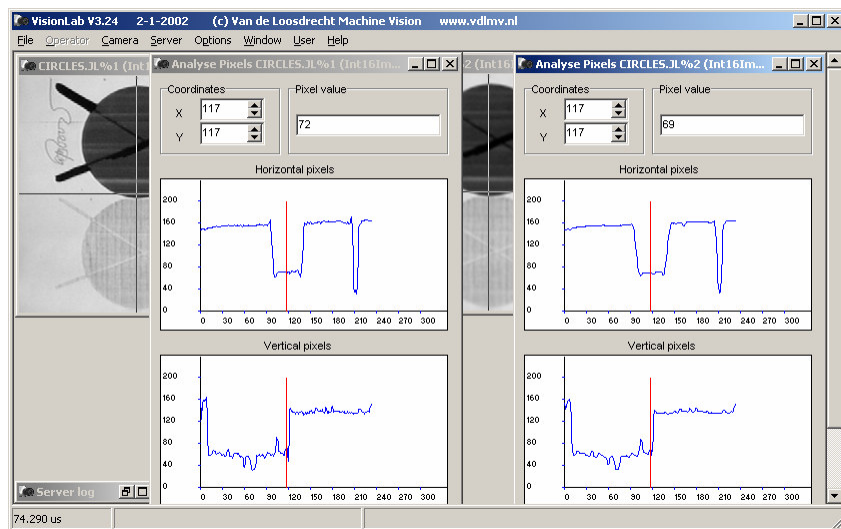 VisionLab V3.24 2-1-2002 (c) Van de Loosdrecht Machine Vision www.vdlmv.nl
File Operator Camera Server Options Window User Help
CIRCLES.JL%1 (Int1
Analyse Pixels CIRCLES.JL%1 (Int16Im...
%2 (Int16
Analyse Pixels CIRCLES.JL%2 (Int16Im...
Coordinates
X 117
Y 117
Pixel value
72
Horizontal pixels
200
160
120
80
40
0
0 30 60 90 120 150 180 210 240 270 300
Vertical pixels
200
160
120
80
40
0
0 30 60 90 120 150 180 210 240 270 300
Coordinates
X 117
Y 117
Pixel value
69
Horizontal pixels
200
160
120
80
40
0
0 30 60 90 120 150 180 210 240 270 300
Vertical pixels
200
160
120
80
40
0
0 30 60 90 120 150 180 210 240 270 300
Server log
74.290 us